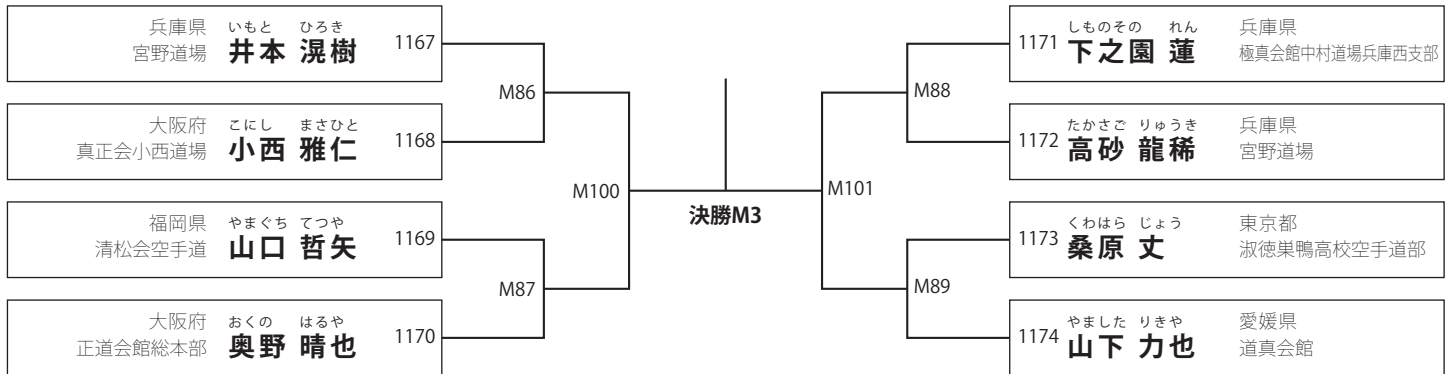 兵庫県
宮野道場
いもと ひろき
井本 滉樹
1167
大阪府
真正会小西道場
こにし まさひと
小西 雅仁
1168
福岡県
清松会空手道
やまぐち てつや
山口 哲矢
1169
大阪府
正道会館総本部
おくの はるや
奥野 晴也
1170
M86
M87
M100
決勝M3
M101
M88
M89
1171
しものその れん
下之園 蓮
兵庫県
極真会館中村道場兵庫西支部
1172
たかさご りゅうき
高砂 龍稀
兵庫県
宮野道場
1173
くわはら じょう
桑原 丈
東京都
淑徳巣鴨高校空手道部
1174
やました りきや
山下 力也
愛媛県
道真会館